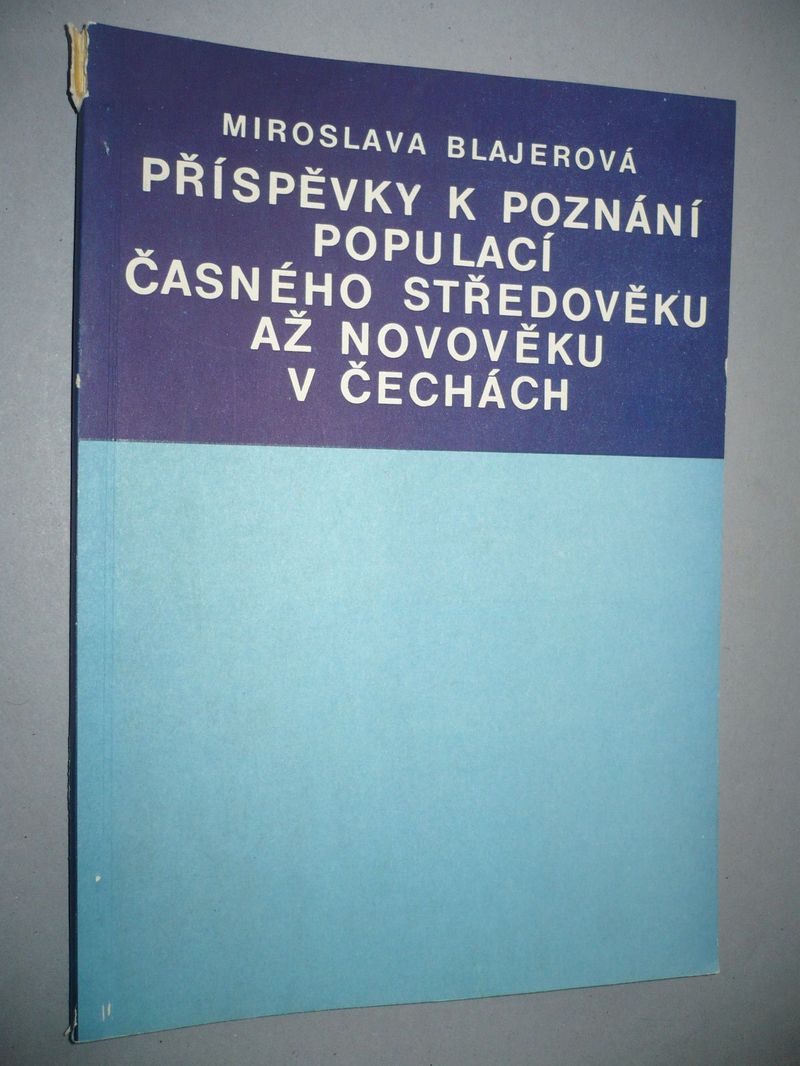 MIROSLAVA BLAJEROVÁ
PŘÍSPĚVKY K POZNÁNÍ
POPULACÍ
ČASNÉHO STŘEDOVĚKU
AŽ NOVOVĚKU
V ČECHÁCH